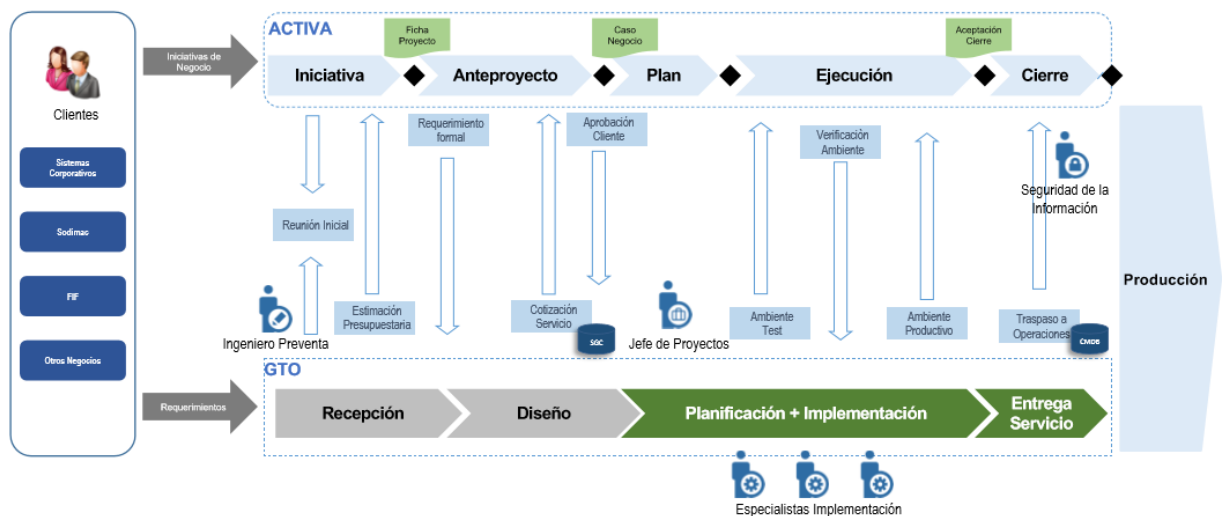 Clientes
Sistemas
Corporativos
Sodimac
FIF
Otros Negocios
Iniciativas de
Negocio
Requerimientos
ACTIVA
Ficha
Proyecto
Caso
Negocio
Aceptación
Cierre
Iniciativa
Anteproyecto
Plan
Ejecución
Cierre
Requerimiento
formal
Aprobación
Cliente
Verificación
Ambiente
Seguridad de la
Información
Reunión Inicial
Ingeniero Preventa
Estimación
Presupuestaria
Cotización
Servicio
SGC
Jefe de Proyectos
Ambiente
Test
Ambiente
Productivo
Traspaso a
Operaciones
CMDB
Producción
GTO
Recepción
Diseño
Planificación + Implementación
Entrega
Servicio
Especialistas Implementación